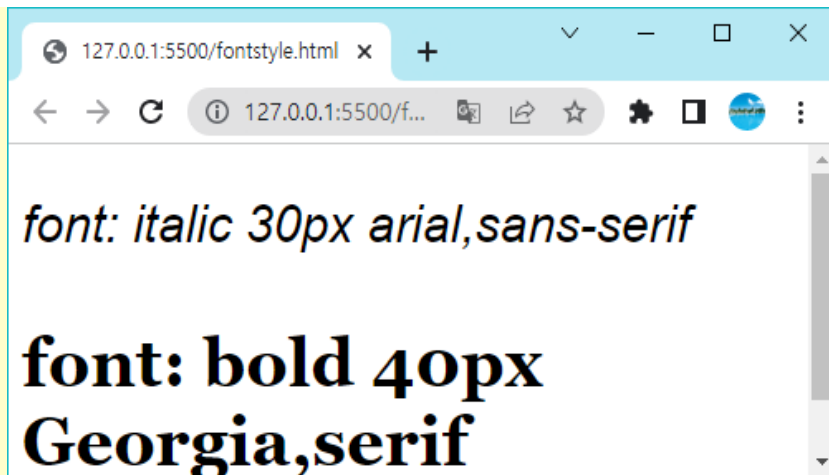 127.0.0.1:5500/fontstyle.html
127.0.0.1:5500/f...
font: italic 30px arial,sans-serif
font: bold 40px
Georgia,serif